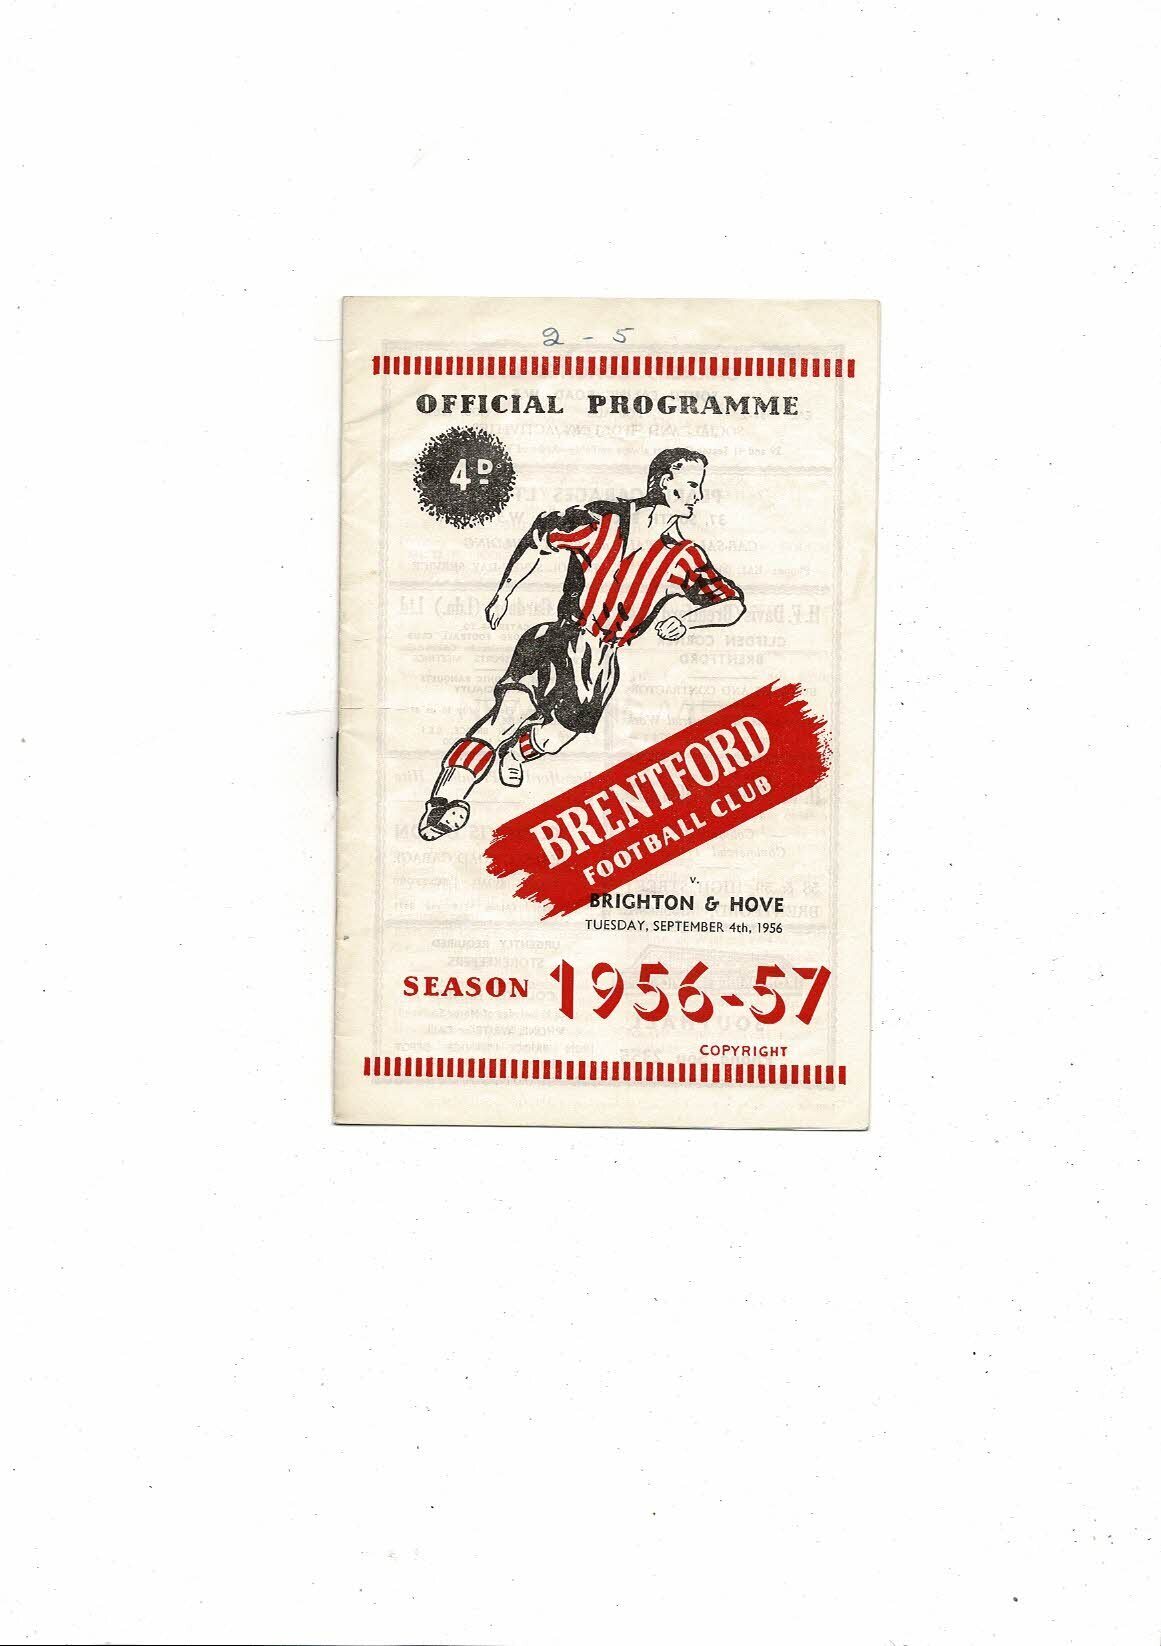 2 - 5
OFFICIAL PROGRAMME
4D
BRENTFORD
FOOTBALL CLUB
v.
BRIGHTON & HOVE
TUESDAY, SEPTEMBER 4th, 1956
SEASON 1956-57
COPYRIGHT